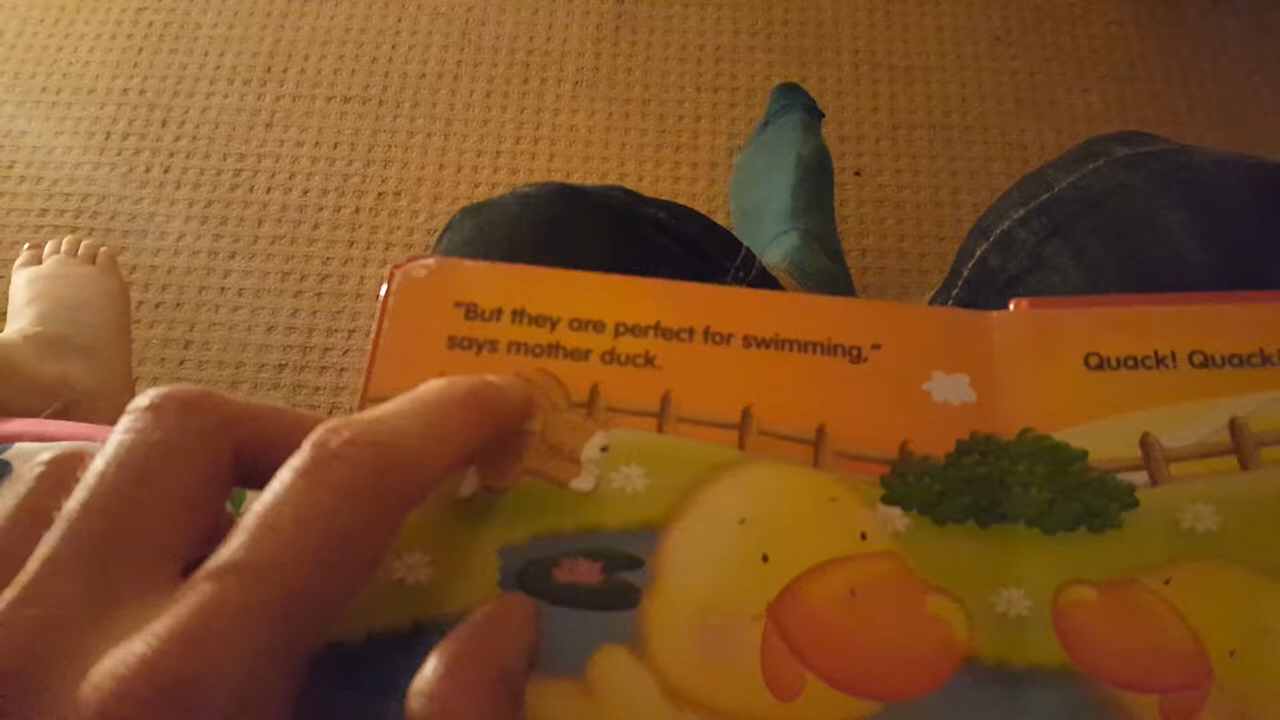 "But they are perfect for swimming,"
says mother duck.
Quack! Quack!